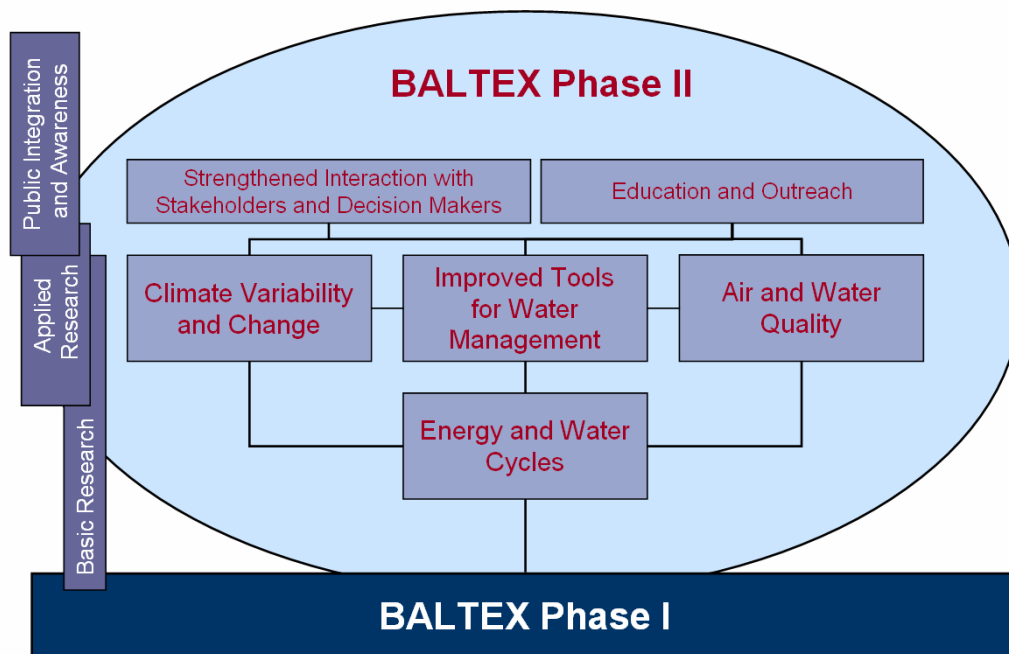 BALTEX Phase II
Public Integration
and Awareness
Strengthened Interaction with
Stakeholders and Decision Makers
Education and Outreach
Applied
Research
Climate Variability
and Change
Improved Tools
for Water
Management
Air and Water
Quality
Basic Research
Energy and Water
Cycles
BALTEX Phase I